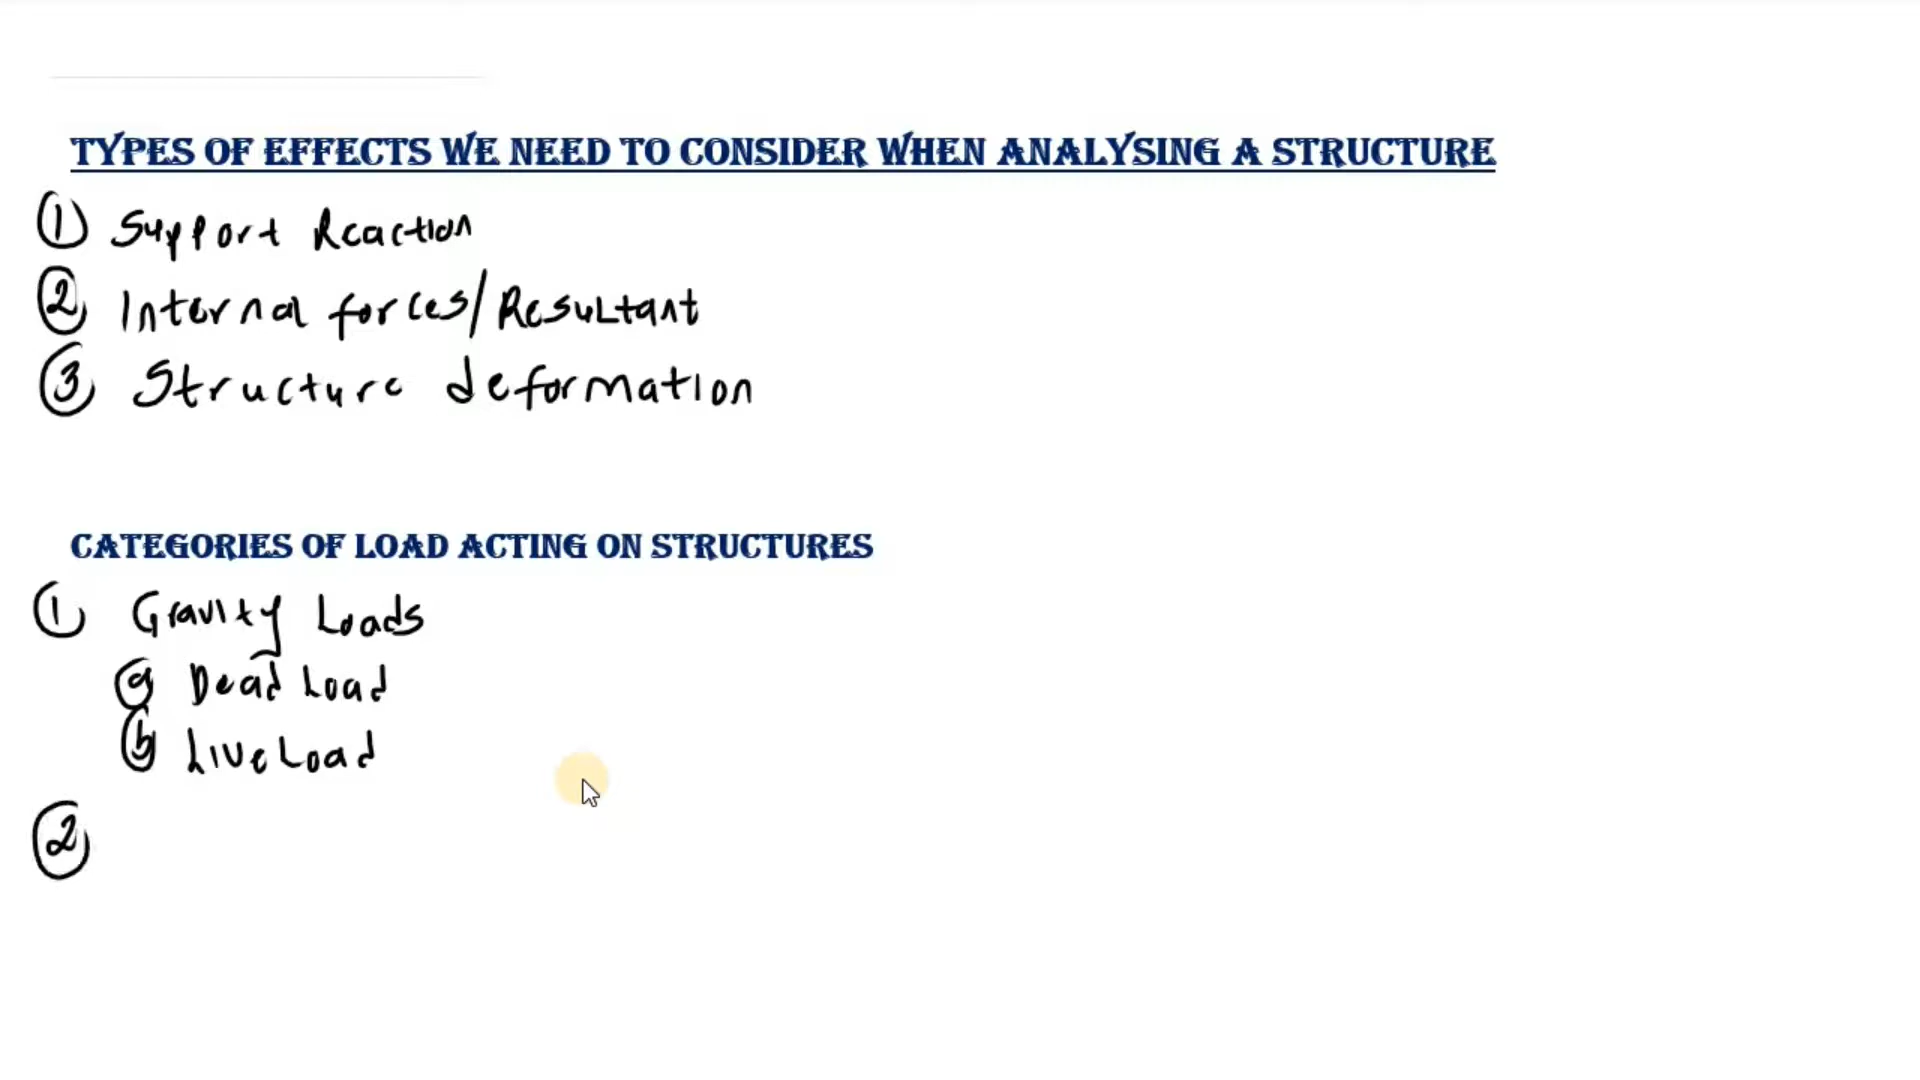 TYPES OF EFFECTS WE NEED TO CONSIDER WHEN ANALYSING A STRUCTURE
① Support Reaction
② Internal forces/Resultant
③ Structure deformation
CATEGORIES OF LOAD ACTING ON STRUCTURES
① Gravity Loads
ⓐ Dead Load
ⓑ Live Load
②